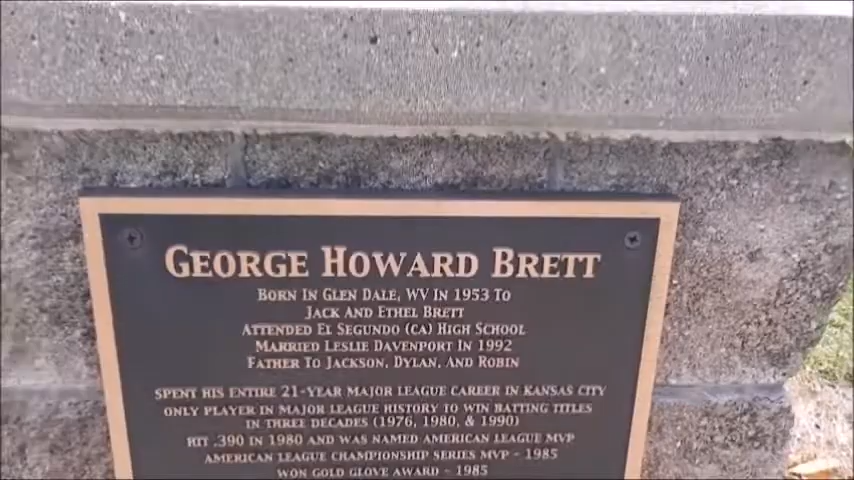 GEORGE HOWARD BRETT
BORN IN GLEN DALE, WV IN 1953 TO
JACK AND ETHEL BRETT
ATTENDED EL SEGUNDO (CA) HIGH SCHOOL
MARRIED LESLIE DAVENPORT IN 1992
FATHER TO JACKSON, DYLAN, AND ROBIN
SPENT HIS ENTIRE 21-YEAR MAJOR LEAGUE CAREER IN KANSAS CITY
ONLY PLAYER IN MAJOR LEAGUE HISTORY TO WIN BATTING TITLES
IN THREE DECADES (1976, 1980, & 1990)
HIT .390 IN 1980 AND WAS NAMED AMERICAN LEAGUE MVP
AMERICAN LEAGUE CHAMPIONSHIP SERIES MVP - 1985
WON GOLD GLOVE AWARD - 1985